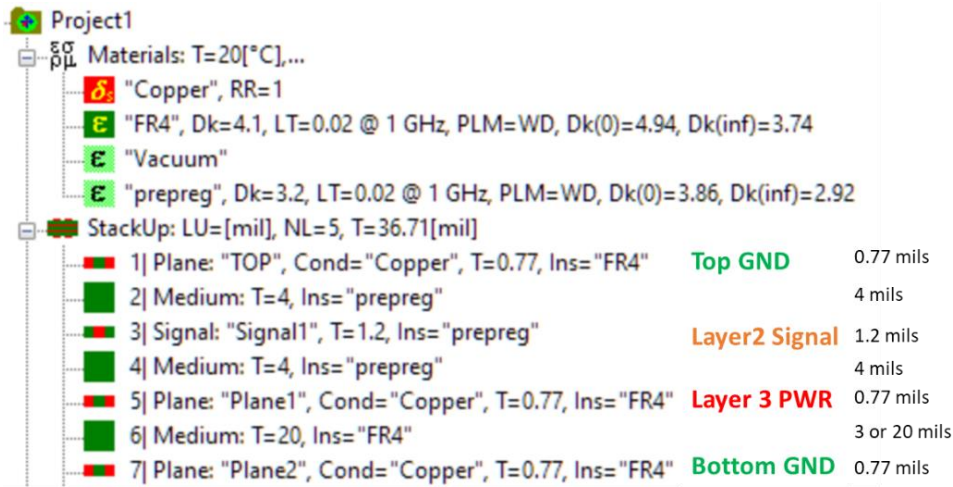 Project1
εσ ρμ Materials: T=20[°C],...
δs "Copper", RR=1
ε "FR4", Dk=4.1, LT=0.02 @ 1 GHz, PLM=WD, Dk(0)=4.94, Dk(inf)=3.74
ε "Vacuum"
ε "prepreg", Dk=3.2, LT=0.02 @ 1 GHz, PLM=WD, Dk(0)=3.86, Dk(inf)=2.92
StackUp: LU=[mil], NL=5, T=36.71[mil]
1| Plane: "TOP", Cond="Copper", T=0.77, Ins="FR4" Top GND 0.77 mils
2| Medium: T=4, Ins="prepreg" 4 mils
3| Signal: "Signal1", T=1.2, Ins="prepreg" Layer2 Signal 1.2 mils
4| Medium: T=4, Ins="prepreg" 4 mils
5| Plane: "Plane1", Cond="Copper", T=0.77, Ins="FR4" Layer 3 PWR 0.77 mils
6| Medium: T=20, Ins="FR4" 3 or 20 mils
7| Plane: "Plane2", Cond="Copper", T=0.77, Ins="FR4" Bottom GND 0.77 mils